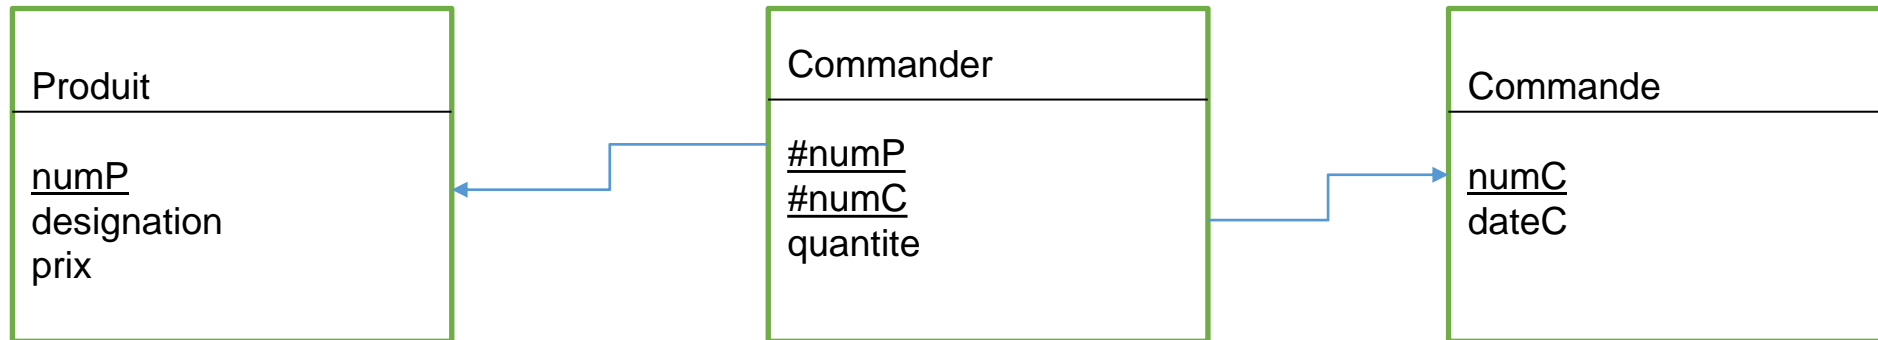 Produit
numP
designation
prix
Commander
#numP
#numC
quantite
Commande
numC
dateC